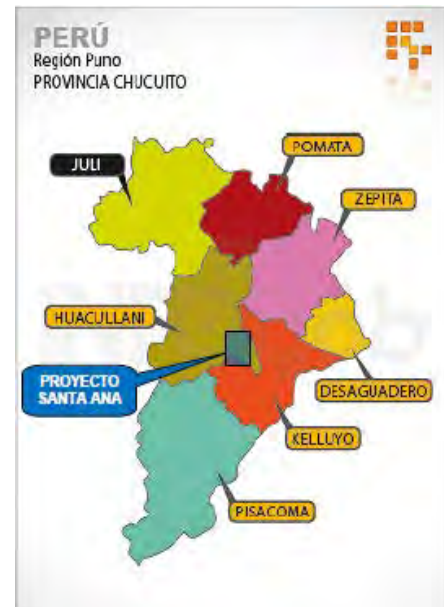 PERÚ
Región Puno
PROVINCIA CHUCUITO
POMATA
JULI
ZEPITA
HUACULLANI
PROYECTO
SANTA ANA
DESAGUADERO
KELLUYO
PISACOMA